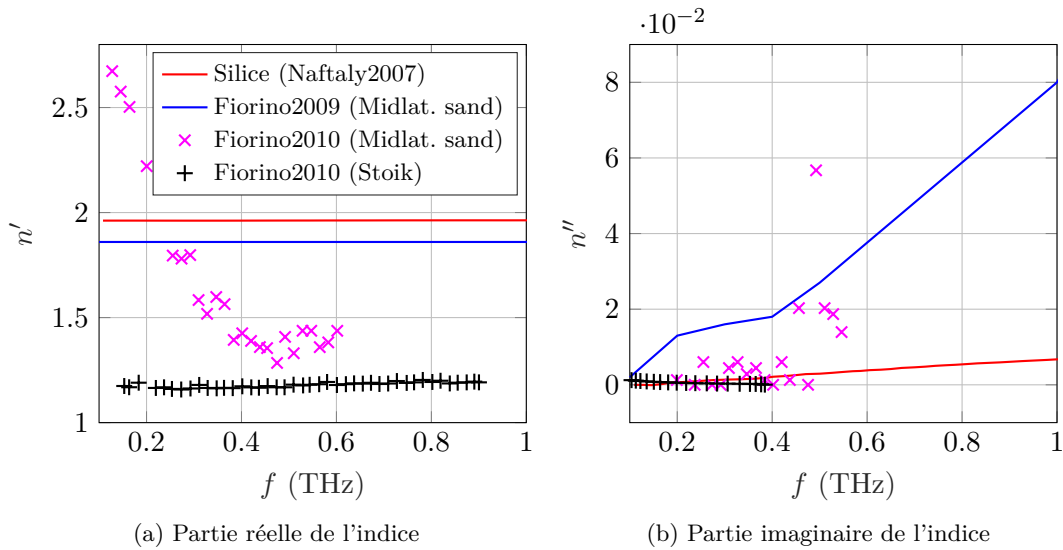 Silice (Naftaly2007)
Fiorino2009 (Midlat. sand)
Fiorino2010 (Midlat. sand)
Fiorino2010 (Stoik)
2.5
2
1.5
1
0.2
0.4
0.6
0.8
1
n′
f (THz)
(a) Partie réelle de l'indice
·10⁻²
8
6
4
2
0
0.2
0.4
0.6
0.8
1
n′′
f (THz)
(b) Partie imaginaire de l'indice